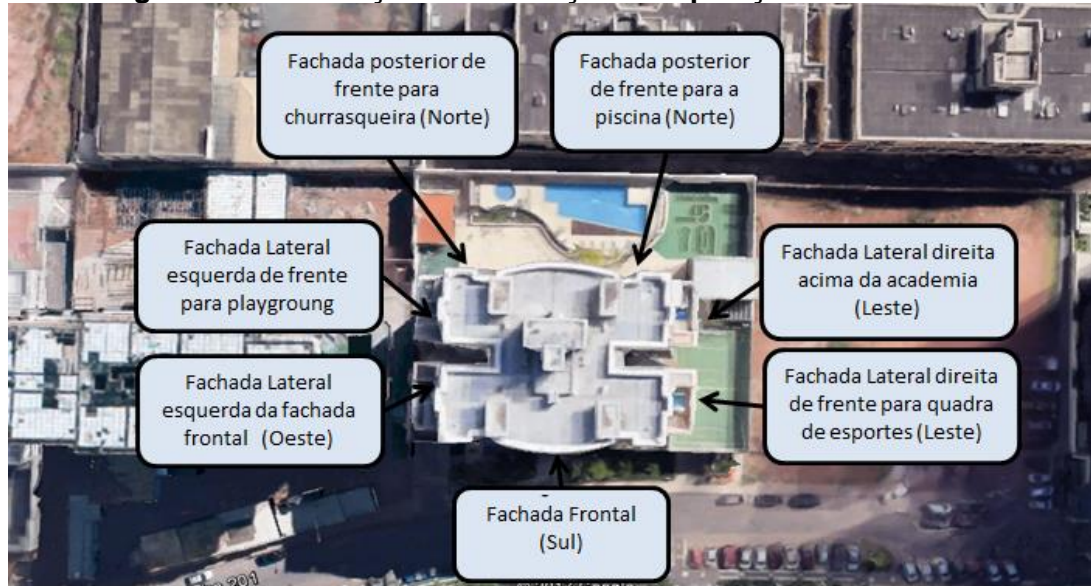 Fachada posterior de
frente para
churrasqueira (Norte)
Fachada posterior
de frente para a
piscina (Norte)
Fachada Lateral
esquerda de frente
para playgroung
Fachada Lateral direita
acima da academia
(Leste)
Fachada Lateral
esquerda da fachada
frontal (Oeste)
Fachada Lateral direita
de frente para quadra
de esportes (Leste)
Fachada Frontal
(Sul)
201